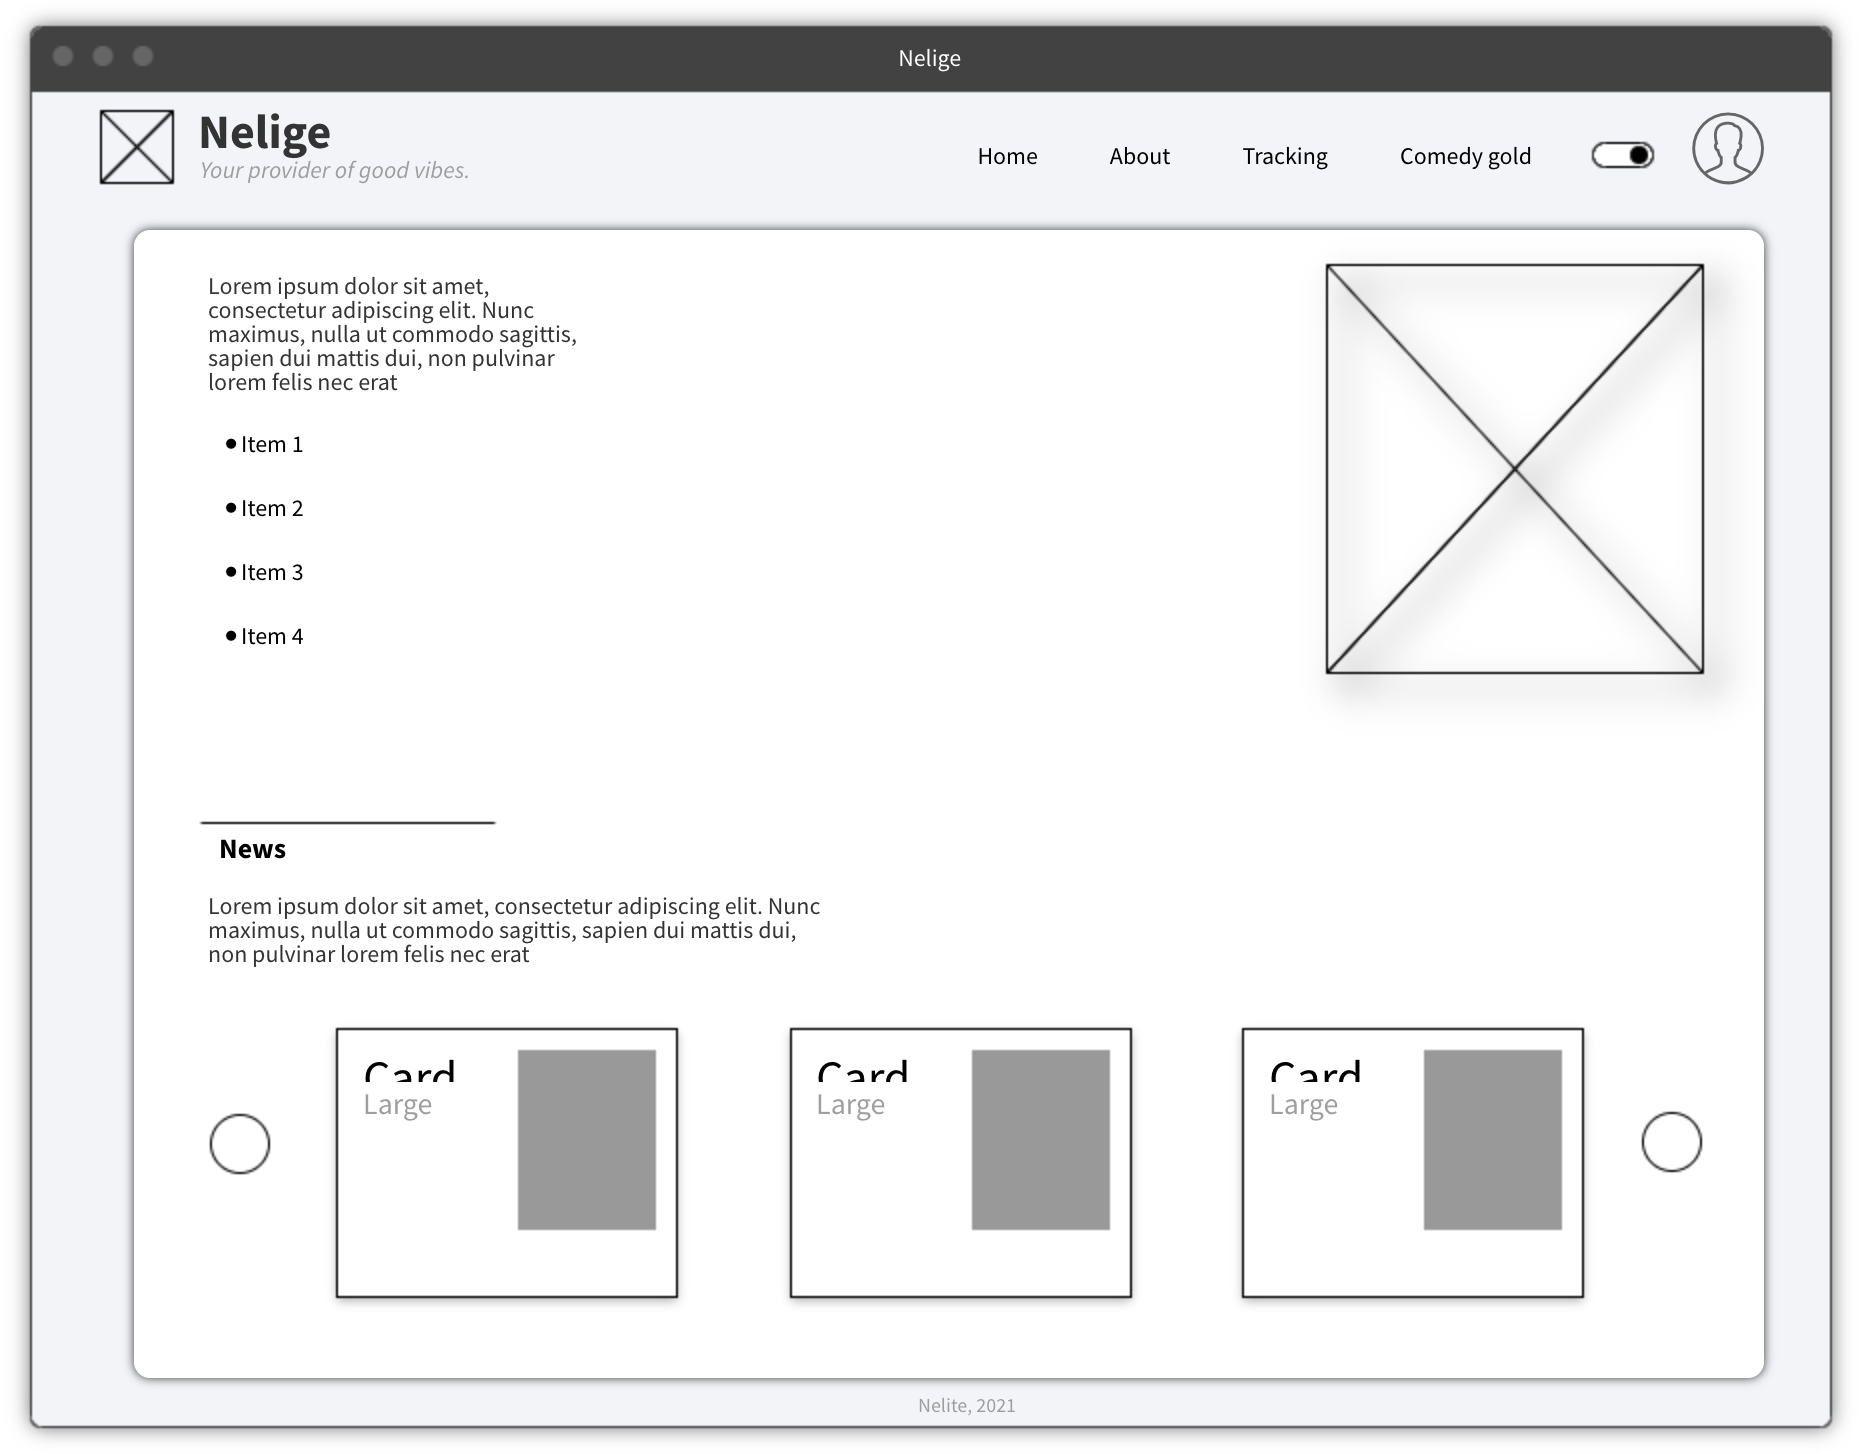 Nelige
Nelige
Your provider of good vibes.
Home
About
Tracking
Comedy gold
Lorem ipsum dolor sit amet,
consectetur adipiscing elit. Nunc
maximus, nulla ut commodo sagittis,
sapien dui mattis dui, non pulvinar
lorem felis nec erat
Item 1
Item 2
Item 3
Item 4
News
Lorem ipsum dolor sit amet, consectetur adipiscing elit. Nunc
maximus, nulla ut commodo sagittis, sapien dui mattis dui,
non pulvinar lorem felis nec erat
Card
Large
Card
Large
Card
Large
Nelite, 2021